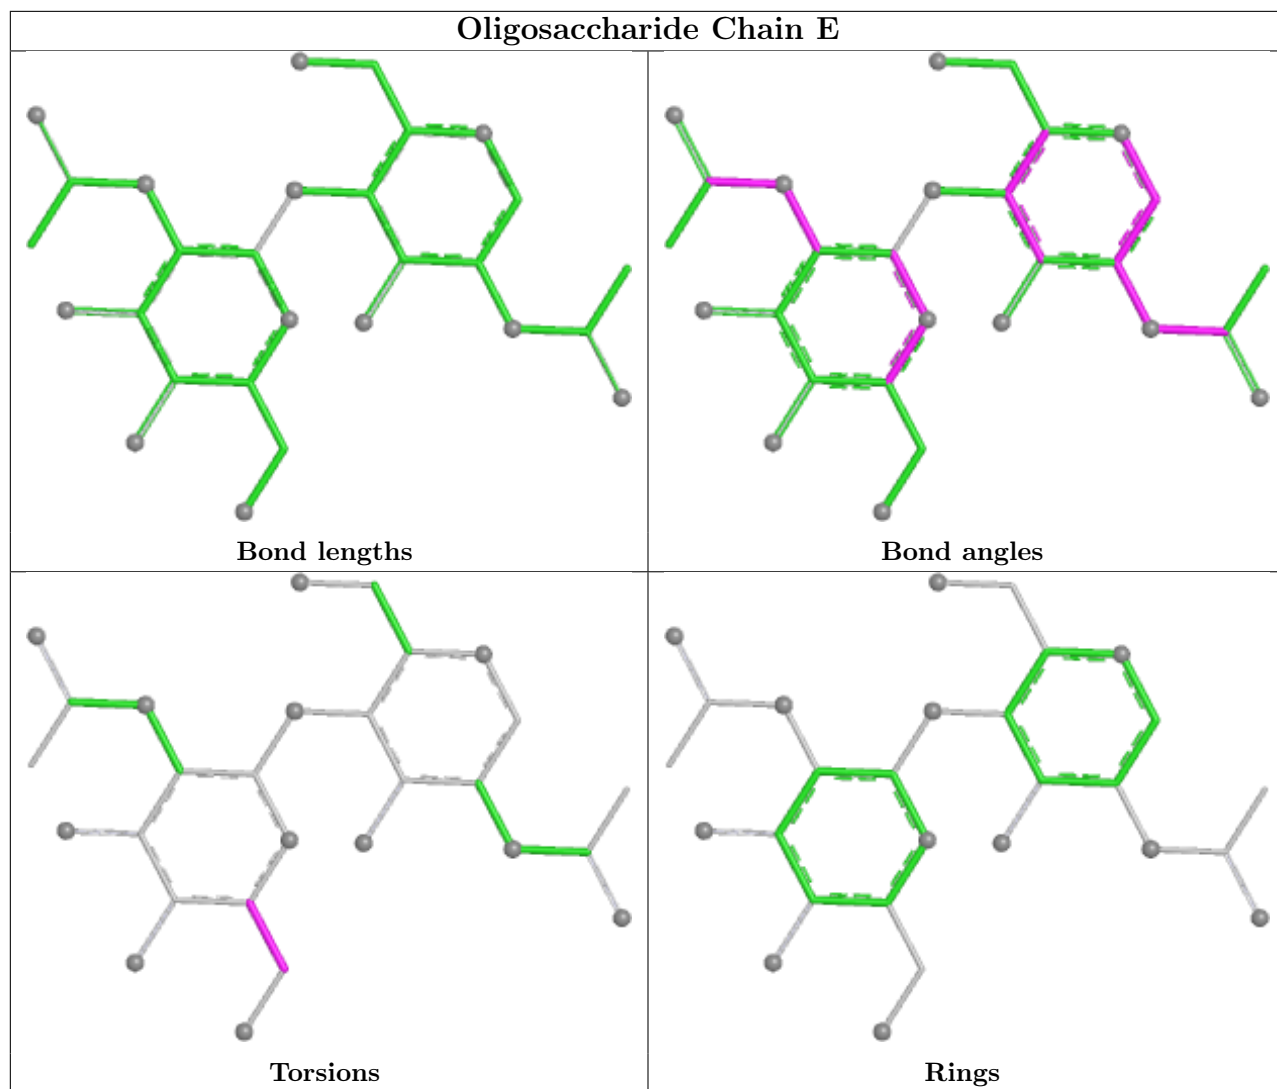 Oligosaccharide Chain E
Bond lengths
Bond angles
Torsions
Rings